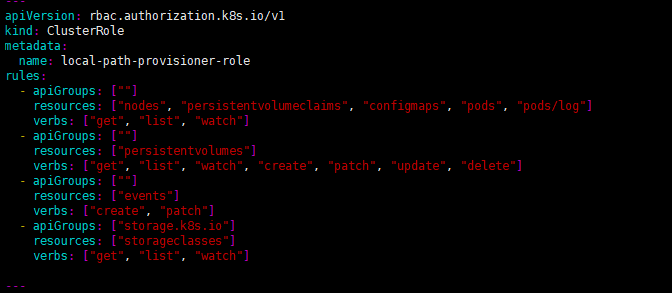 ---
apiVersion: rbac.authorization.k8s.io/v1
kind: ClusterRole
metadata:
  name: local-path-provisioner-role
rules:
  - apiGroups: [""]
    resources: ["nodes", "persistentvolumeclaims", "configmaps", "pods", "pods/log"]
    verbs: ["get", "list", "watch"]
  - apiGroups: [""]
    resources: ["persistentvolumes"]
    verbs: ["get", "list", "watch", "create", "patch", "update", "delete"]
  - apiGroups: [""]
    resources: ["events"]
    verbs: ["create", "patch"]
  - apiGroups: ["storage.k8s.io"]
    resources: ["storageclasses"]
    verbs: ["get", "list", "watch"]
---